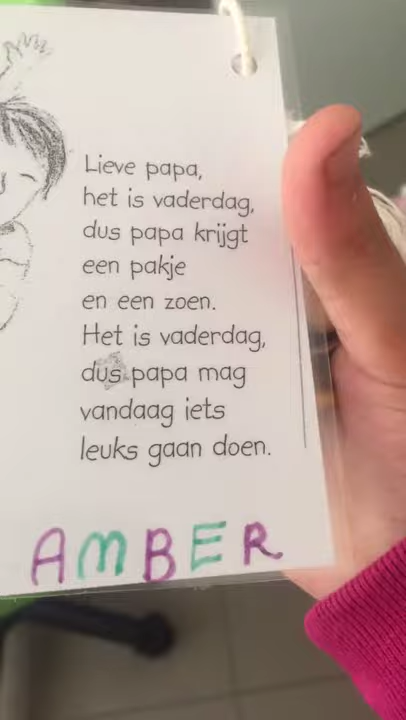 Lieve papa,
het is vaderdag,
dus papa krijgt
een pakje
en een zoen.
Het is vaderdag,
dus papa mag
vandaag iets
leuks gaan doen.
AMBER